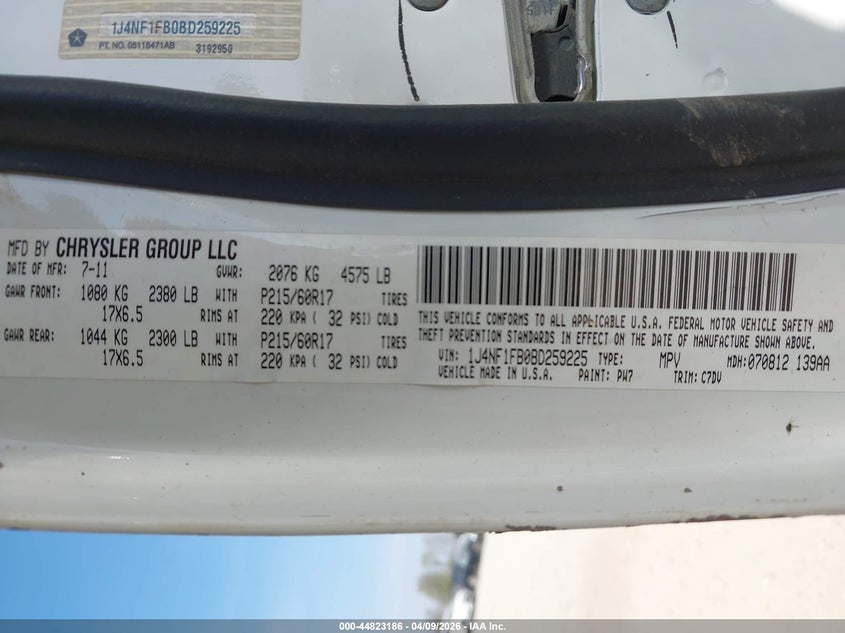 1J4NF1FB0BD259225
PT. NO. 05116471AB 3192950
MFD BY CHRYSLER GROUP LLC
DATE OF MFR: 7-11 GVWR: 2076 KG 4575 LB
GAWR FRONT: 1080 KG 2380 LB WITH P215/60R17 TIRES
17X6.5 RIMS AT 220 KPA ( 32 PSI) COLD
GAWR REAR: 1044 KG 2300 LB WITH P215/60R17 TIRES
17X6.5 RIMS AT 220 KPA ( 32 PSI) COLD
THIS VEHICLE CONFORMS TO ALL APPLICABLE U.S.A. FEDERAL MOTOR VEHICLE SAFETY AND
THEFT PREVENTION STANDARDS IN EFFECT ON THE DATE OF MANUFACTURE SHOWN ABOVE.
VIN: 1J4NF1FB0BD259225 TYPE: MPV MDH:070812 139AA
VEHICLE MADE IN U.S.A. PAINT: PW7 TRIM: C7DV
000-44823186 - 04/09/2026 - IAA Inc.